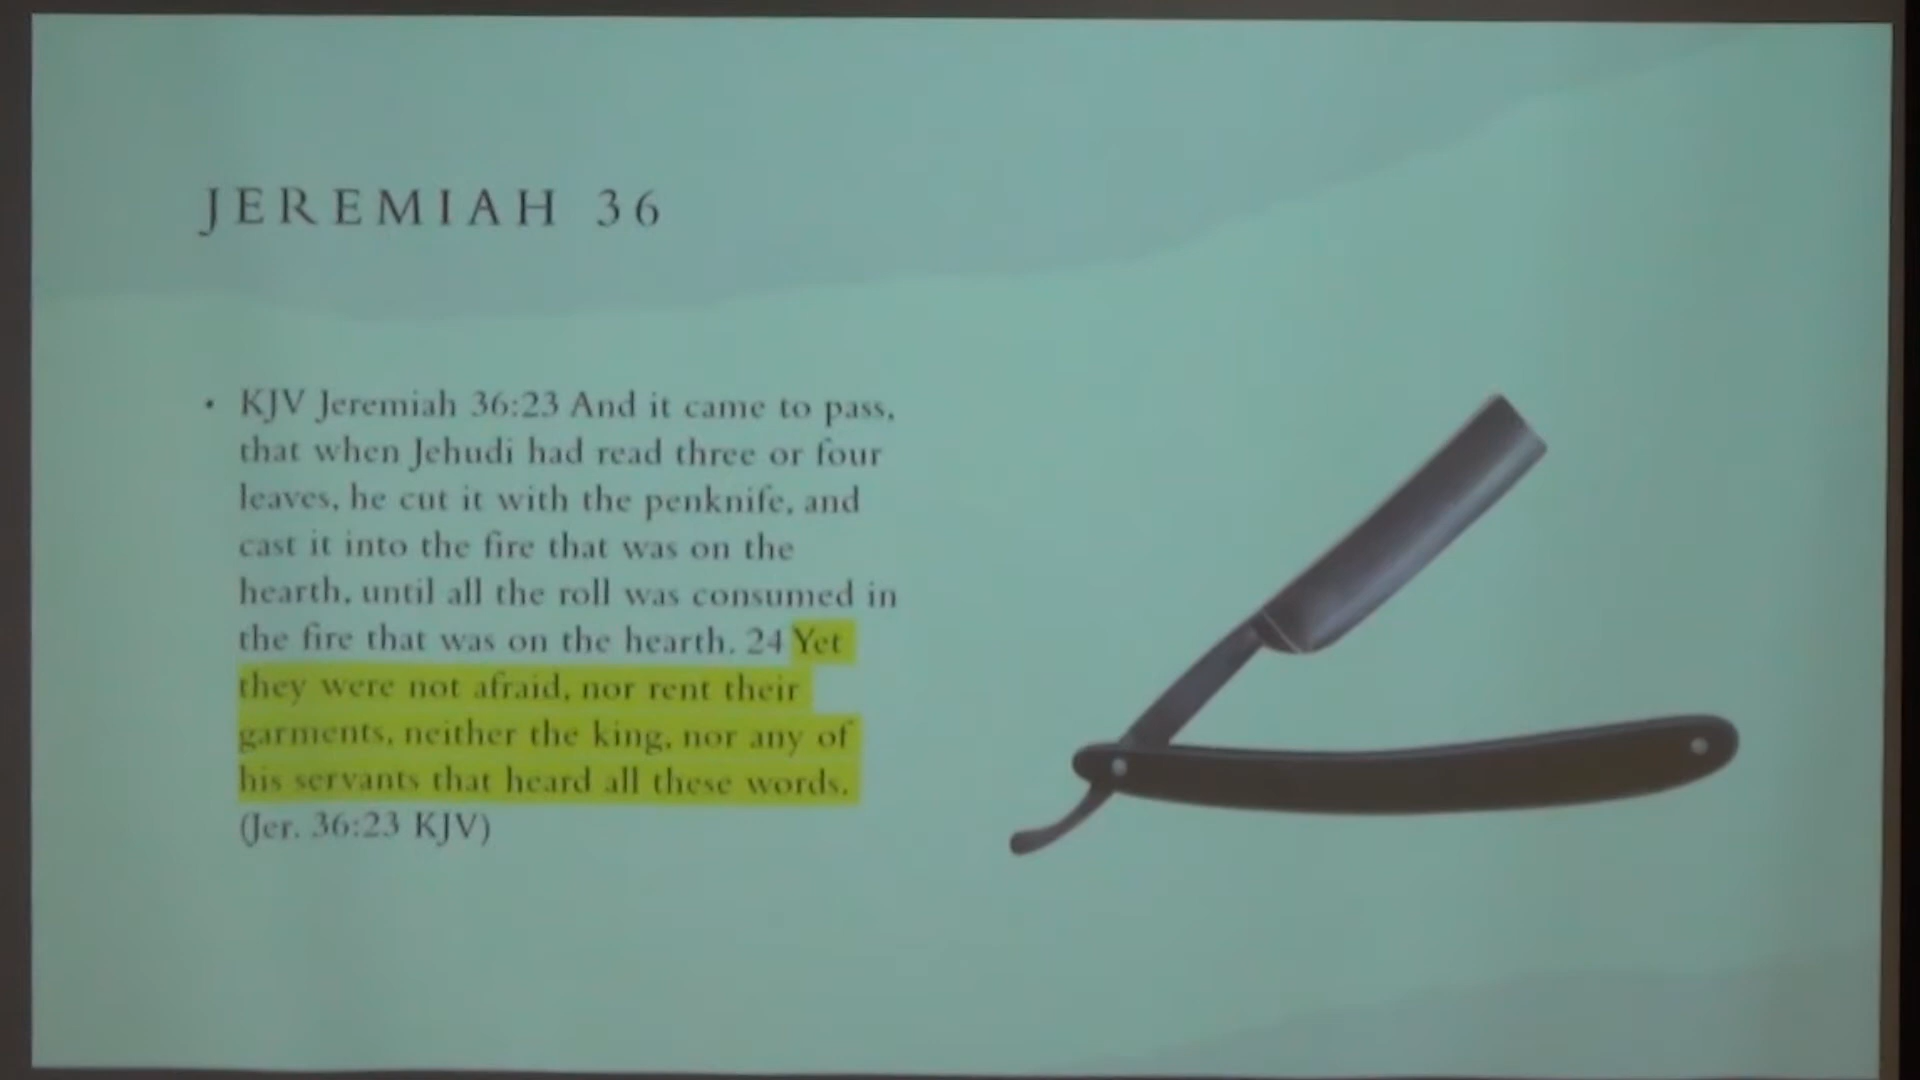 JEREMIAH 36
• KJV Jeremiah 36:23 And it came to pass,
that when Jehudi had read three or four
leaves, he cut it with the penknife, and
cast it into the fire that was on the
hearth, until all the roll was consumed in
the fire that was on the hearth. 24 Yet
they were not afraid, nor rent their
garments, neither the king, nor any of
his servants that heard all these words.
(Jer. 36:23 KJV)